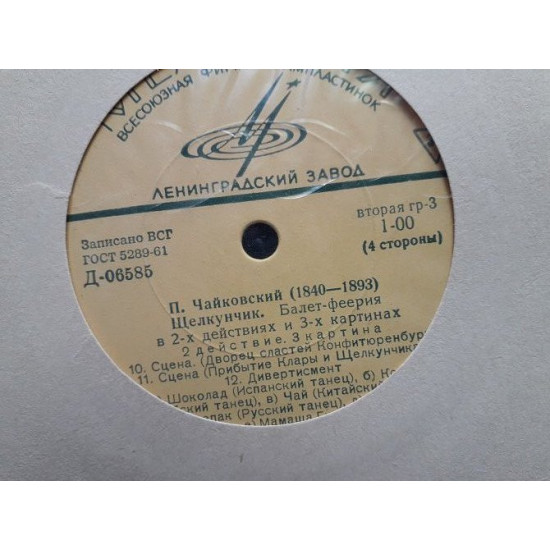 ВСЕСОЮЗНАЯ
ЛЕНИНГРАДСКИЙ ЗАВОД
Записано ВСГ
ГОСТ 5289-61
Д-06585
вторая гр-3
1-00
(4 стороны)
П. Чайковский (1840—1893)
Щелкунчик. Балет-феерия
в 2-х действиях и 3-х картинах
2 действие. 3 картина
10. Сцена. (Дворец сластей Конфитюренбург
11. Сцена (Прибытие Клары и Щелкунчика
12. Дивертисмент
Шоколад (Испанский танец), б)
танец), в) Чай (Китайский
(Русский танец),
Мамаша